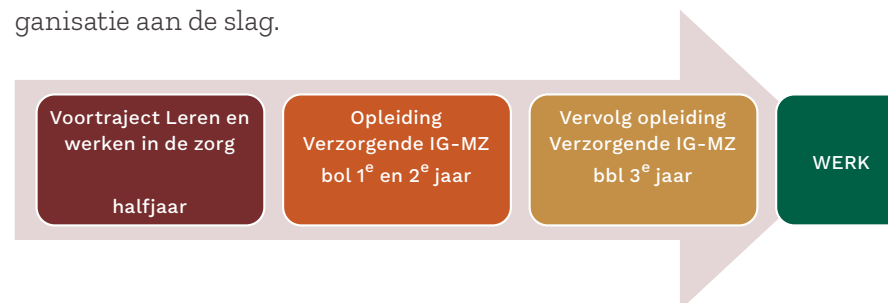 ganisatie aan de slag.
Voortraject Leren en
werken in de zorg
halfjaar
Opleiding
Verzorgende IG-MZ
bol 1e en 2e jaar
Vervolg opleiding
Verzorgende IG-MZ
bbl 3e jaar
WERK